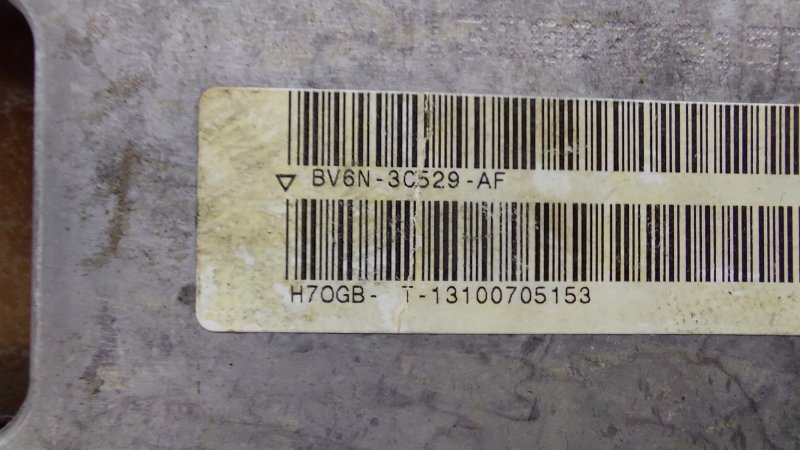 ▽ BV6N-3C529-AF
H7OGB- T-13100705153